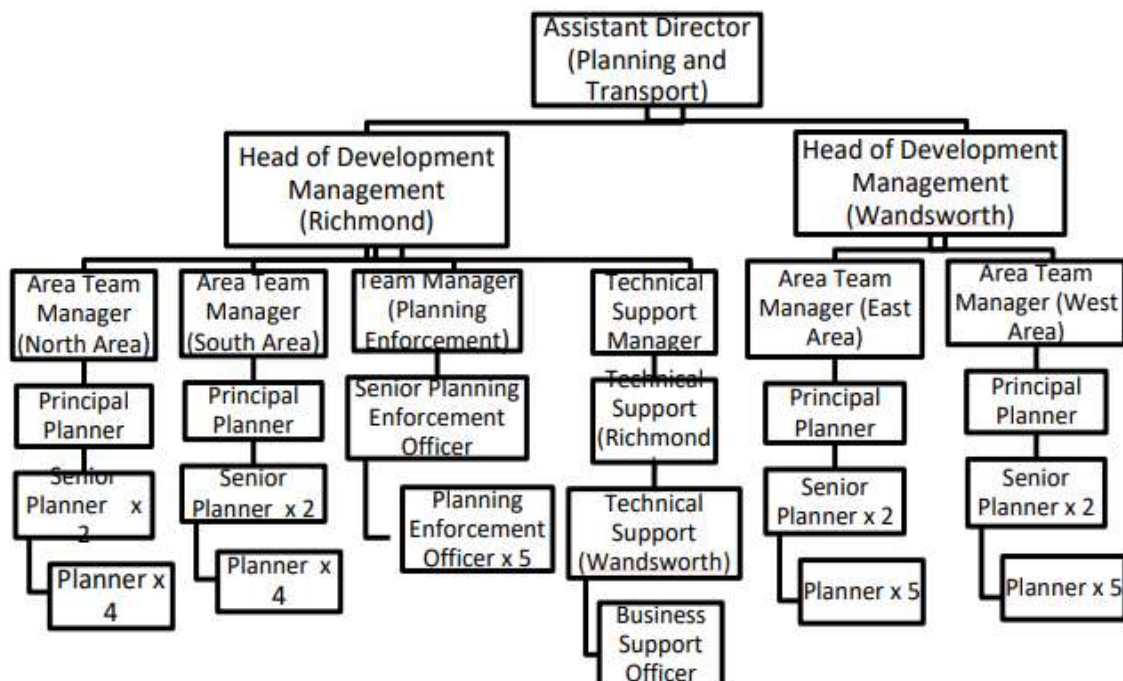 Assistant Director
(Planning and
Transport)
Head of Development
Management
(Richmond)
Head of Development
Management
(Wandsworth)
Area Team
Manager
(North Area)
Area Team
Manager
(South Area)
Team Manager
(Planning
Enforcement)
Technical
Support
Manager
Area Team
Manager (East
Area)
Area Team
Manager (West
Area)
Principal
Planner
Principal
Planner
Senior Planning
Enforcement
Officer
Technical
Support
(Richmond
Principal
Planner
Principal
Planner
Senior
Planner x
2
Senior
Planner x 2
Planning
Enforcement
Officer x 5
Technical
Support
(Wandsworth)
Senior
Planner x 2
Senior
Planner x 2
Planner x
4
Planner x
4
Business
Support
Officer
Planner x 5
Planner x 5